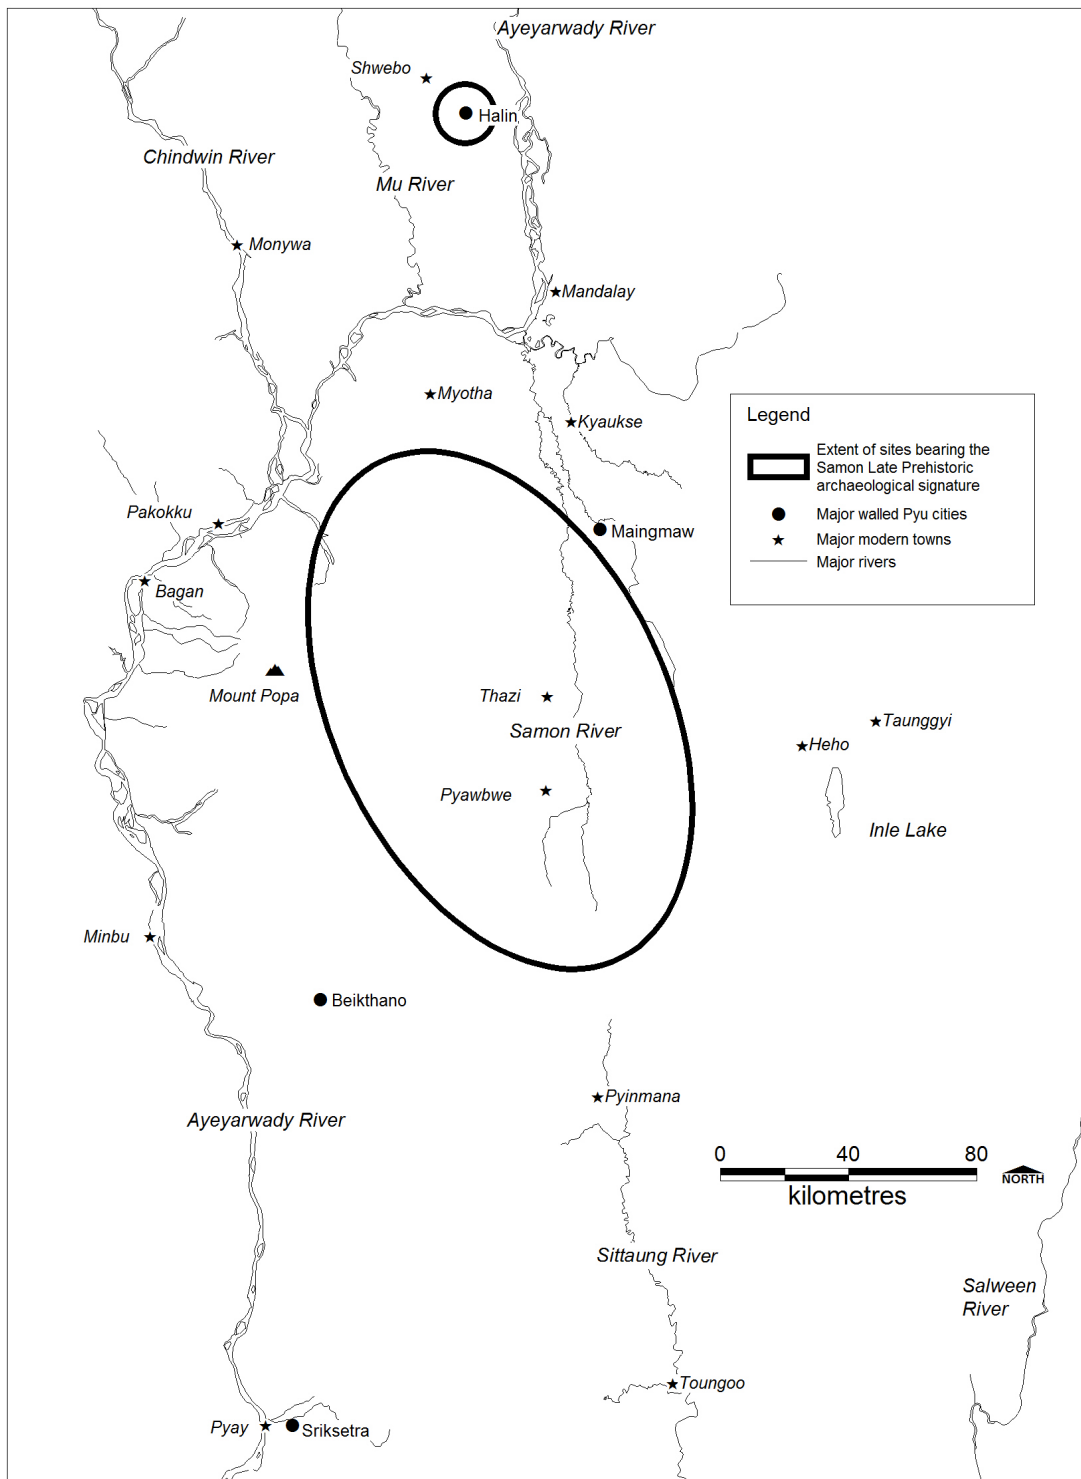 Ayeyarwady River
Shwebo
Halin
Chindwin River
Mu River
Monywa
Mandalay
Myotha
Kyaukse
Legend
Extent of sites bearing the
Samon Late Prehistoric
archaeological signature
Major walled Pyu cities
Major modern towns
Major rivers
Pakokku
Maingmaw
Bagan
Mount Popa
Thazi
Samon River
Taunggyi
Heho
Pyawbwe
Inle Lake
Minbu
Beikthano
Pyinmana
Ayeyarwady River
0 40 80
kilometres
NORTH
Sittaung River
Salween
River
Toungoo
Pyay
Sriksetra